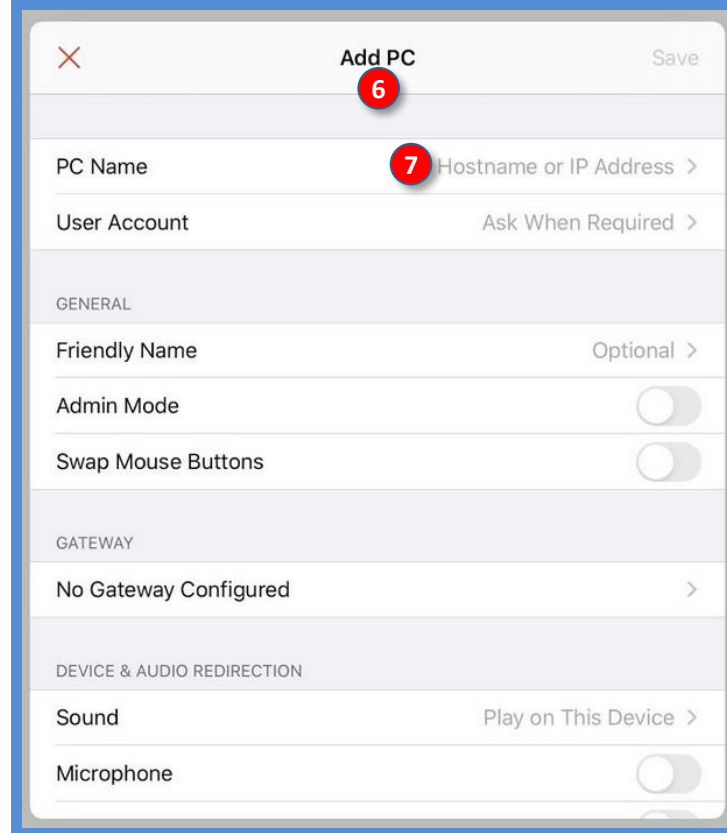 Add PC
Save
6
PC Name
7
Hostname or IP Address >
User Account
Ask When Required >
GENERAL
Friendly Name
Optional >
Admin Mode
Swap Mouse Buttons
GATEWAY
No Gateway Configured >
DEVICE & AUDIO REDIRECTION
Sound
Play on This Device >
Microphone